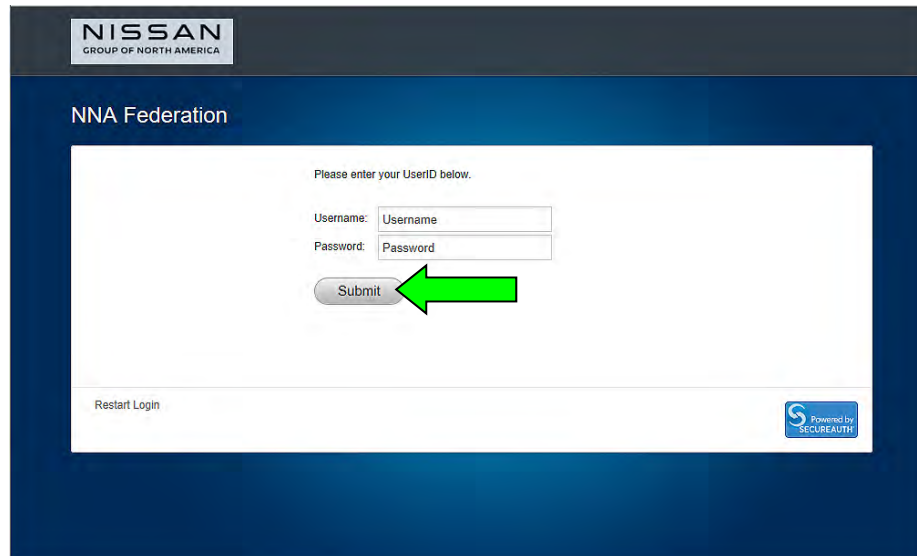 NISSAN
GROUP OF NORTH AMERICA
NNA Federation
Please enter your UserID below.
Username: Username
Password: Password
Submit
Restart Login
Powered by
SECUREAUTH